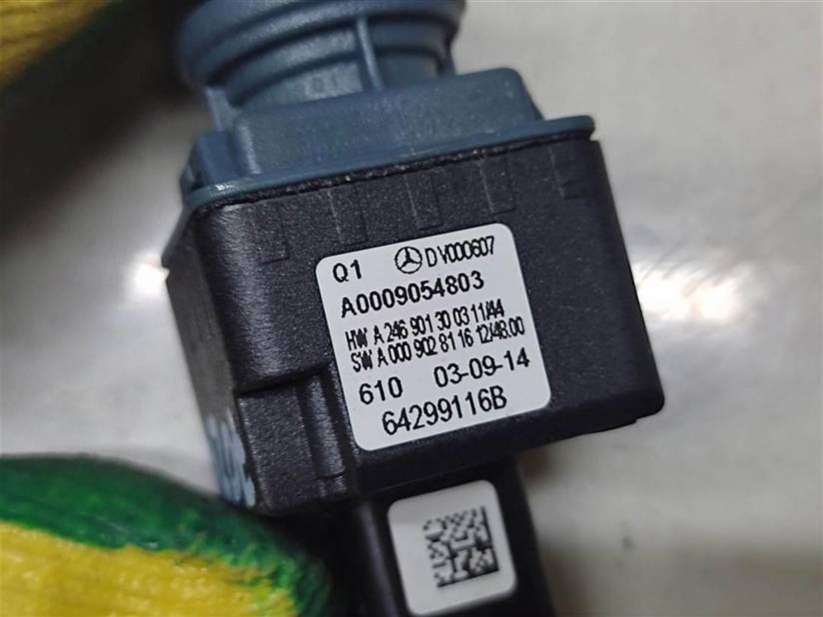 Q1 DV000607
A0009054803
HW A 246 901 30 03 11/44
SW A 000 902 81 16 12/48.00
610 03-09-14
64299116B